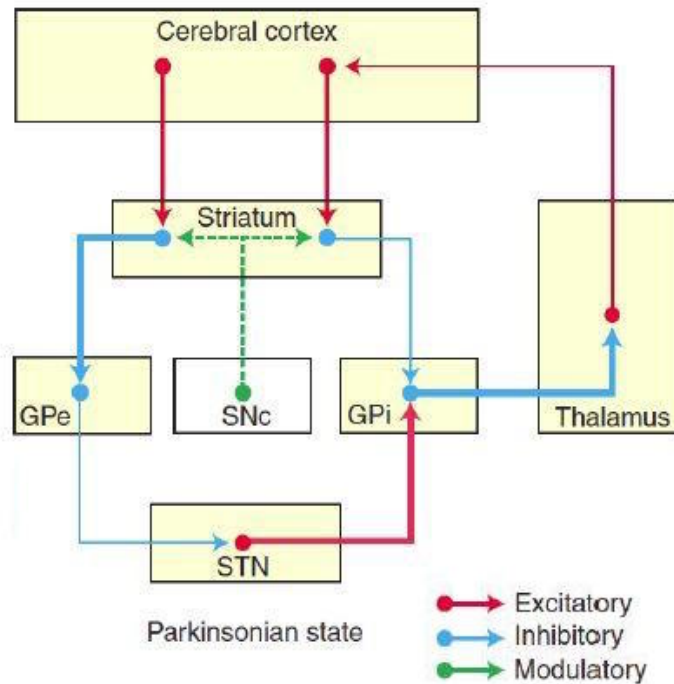 Cerebral cortex
Striatum
GPe
SNc
GPi
Thalamus
STN
Parkinsonian state
Excitatory
Inhibitory
Modulatory